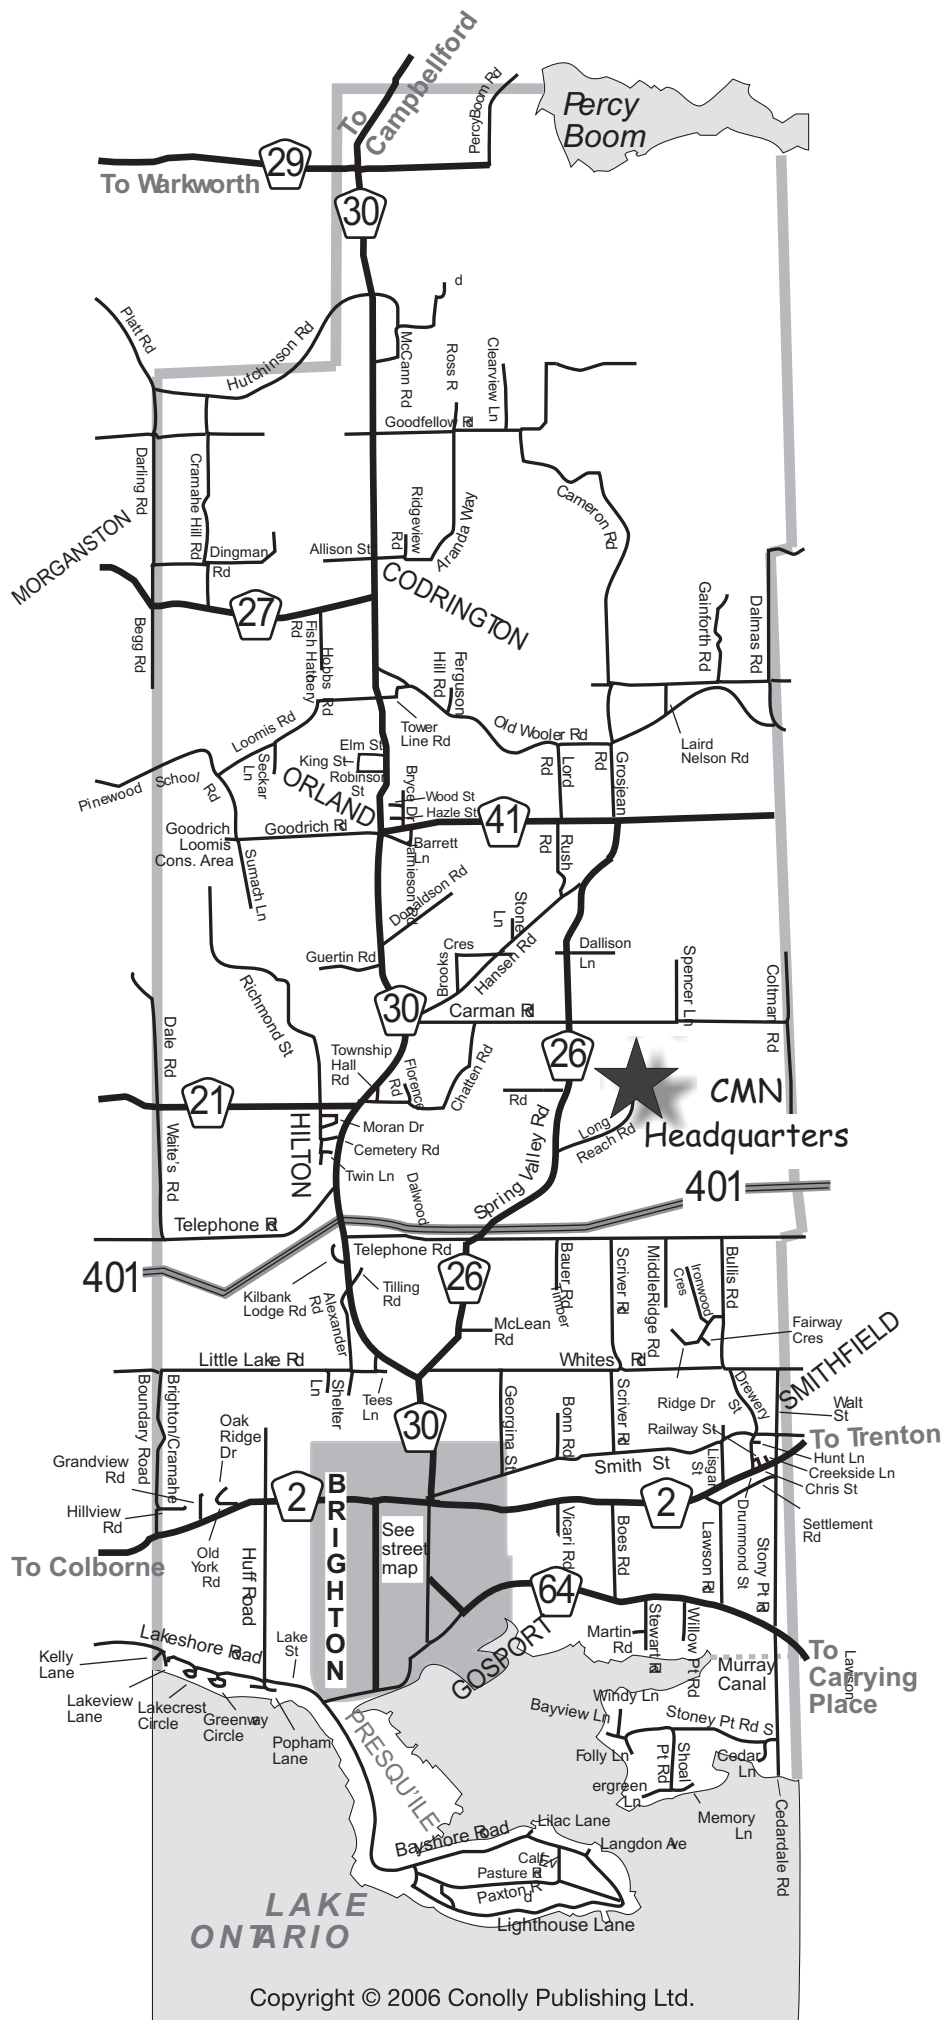 To
Campbellford
PercyBoom Rd
Percy
Boom
29
To Warkworth
30
d
Platt Rd
Hutchinson Rd
McCann Rd
Ross R
Clearview Ln
Goodfellow Rd
Darling Rd
Cramahe Hill Rd
Ridgeview
Rd
Aranda Way
Cameron Rd
MORGANSTON
Dingman
Rd
Allison St
CODRINGTON
27
Gainforth Rd
Dalmas Rd
Begg Rd
Fish Hatchery
Rd
Hobbs Rd
Ferguson
Hill Rd
Loomis Rd
Tower
Line Rd
Old Wooler Rd
Laird
Nelson Rd
Elm St
King St
Robinson
St
Seckar
Ln
Lord
Rd
Grosjean
Rd
Pinewood School
Rd
ORLAND
Bryce Dr
Wood St
Hazle St
41
Goodrich
Loomis
Cons. Area
Goodrich Rd
Barrett
Ln
Jamieson Rd
Rush
Rd
Sumach Ln
Donaldson Rd
Stone
Ln
Guertin Rd
Cres
Brooks
Hansen Rd
Dallison
Ln
Spencer Ln
Coltman
Rd
Richmond St
30
Carman Rd
Dale Rd
Township
Hall
Rd
Florence
Rd
Chatten Rd
26
CMN
Headquarters
21
Rd
Long
Reach Rd
HILTON
Moran Dr
Cemetery Rd
Twin Ln
Waite's Rd
Dalwood
Spring Valley Rd
401
Telephone R
Telephone Rd
401
Kilbank
Lodge Rd
Tilling
Rd
Alexander
Rd
26
Bauer Rd
Timber
Scriver Rd
MiddleRidge Rd
Ironwood
Cres
Bullis Rd
McLean
Rd
Fairway
Cres
Little Lake Rd
Whites Rd
SMITHFIELD
Boundary Road
Brighton/Cramahe
Shelter
Ln
Tees
Ln
Oak
Ridge
Dr
30
Georgina St
Bonn Rd
Scriver R
Ridge Dr
Railway St
Drewery
St
Walt
St
To Trenton
Grandview
Rd
Smith St
Lisgar
St
Hunt Ln
Creekside Ln
Chris St
2
BRIGHTON
2
Hillview
Rd
See
street
map
Vicari Rd
Boes Rd
Lawson Rd
Drummond St
Stony Pt R
Settlement
Rd
To Colborne
Old
York
Rd
Huff Road
64
Lakeshore Road
Lake
St
GOSPORT
Martin
Rd
Stewart R
Willow Pt Rd
Kelly
Lane
Murray
Canal
To
Carrying
Place
Lawson
Lakeview
Lane
Lakecrest
Circle
Greenway
Circle
Popham
Lane
PRESQU'ILE
Windy Ln
Bayview Ln
Stoney Pt Rd S
Folly Ln
Shoal
Pt Rd
Cedar
Ln
ergreen
Ln
Memory
Ln
Cedardale Rd
Bayshore Road
Lilac Lane
Langdon Ave
Calf
Ev
Pasture R
Paxton R
d
Lighthouse Lane
LAKE
ONTARIO
Copyright © 2006 Conolly Publishing Ltd.